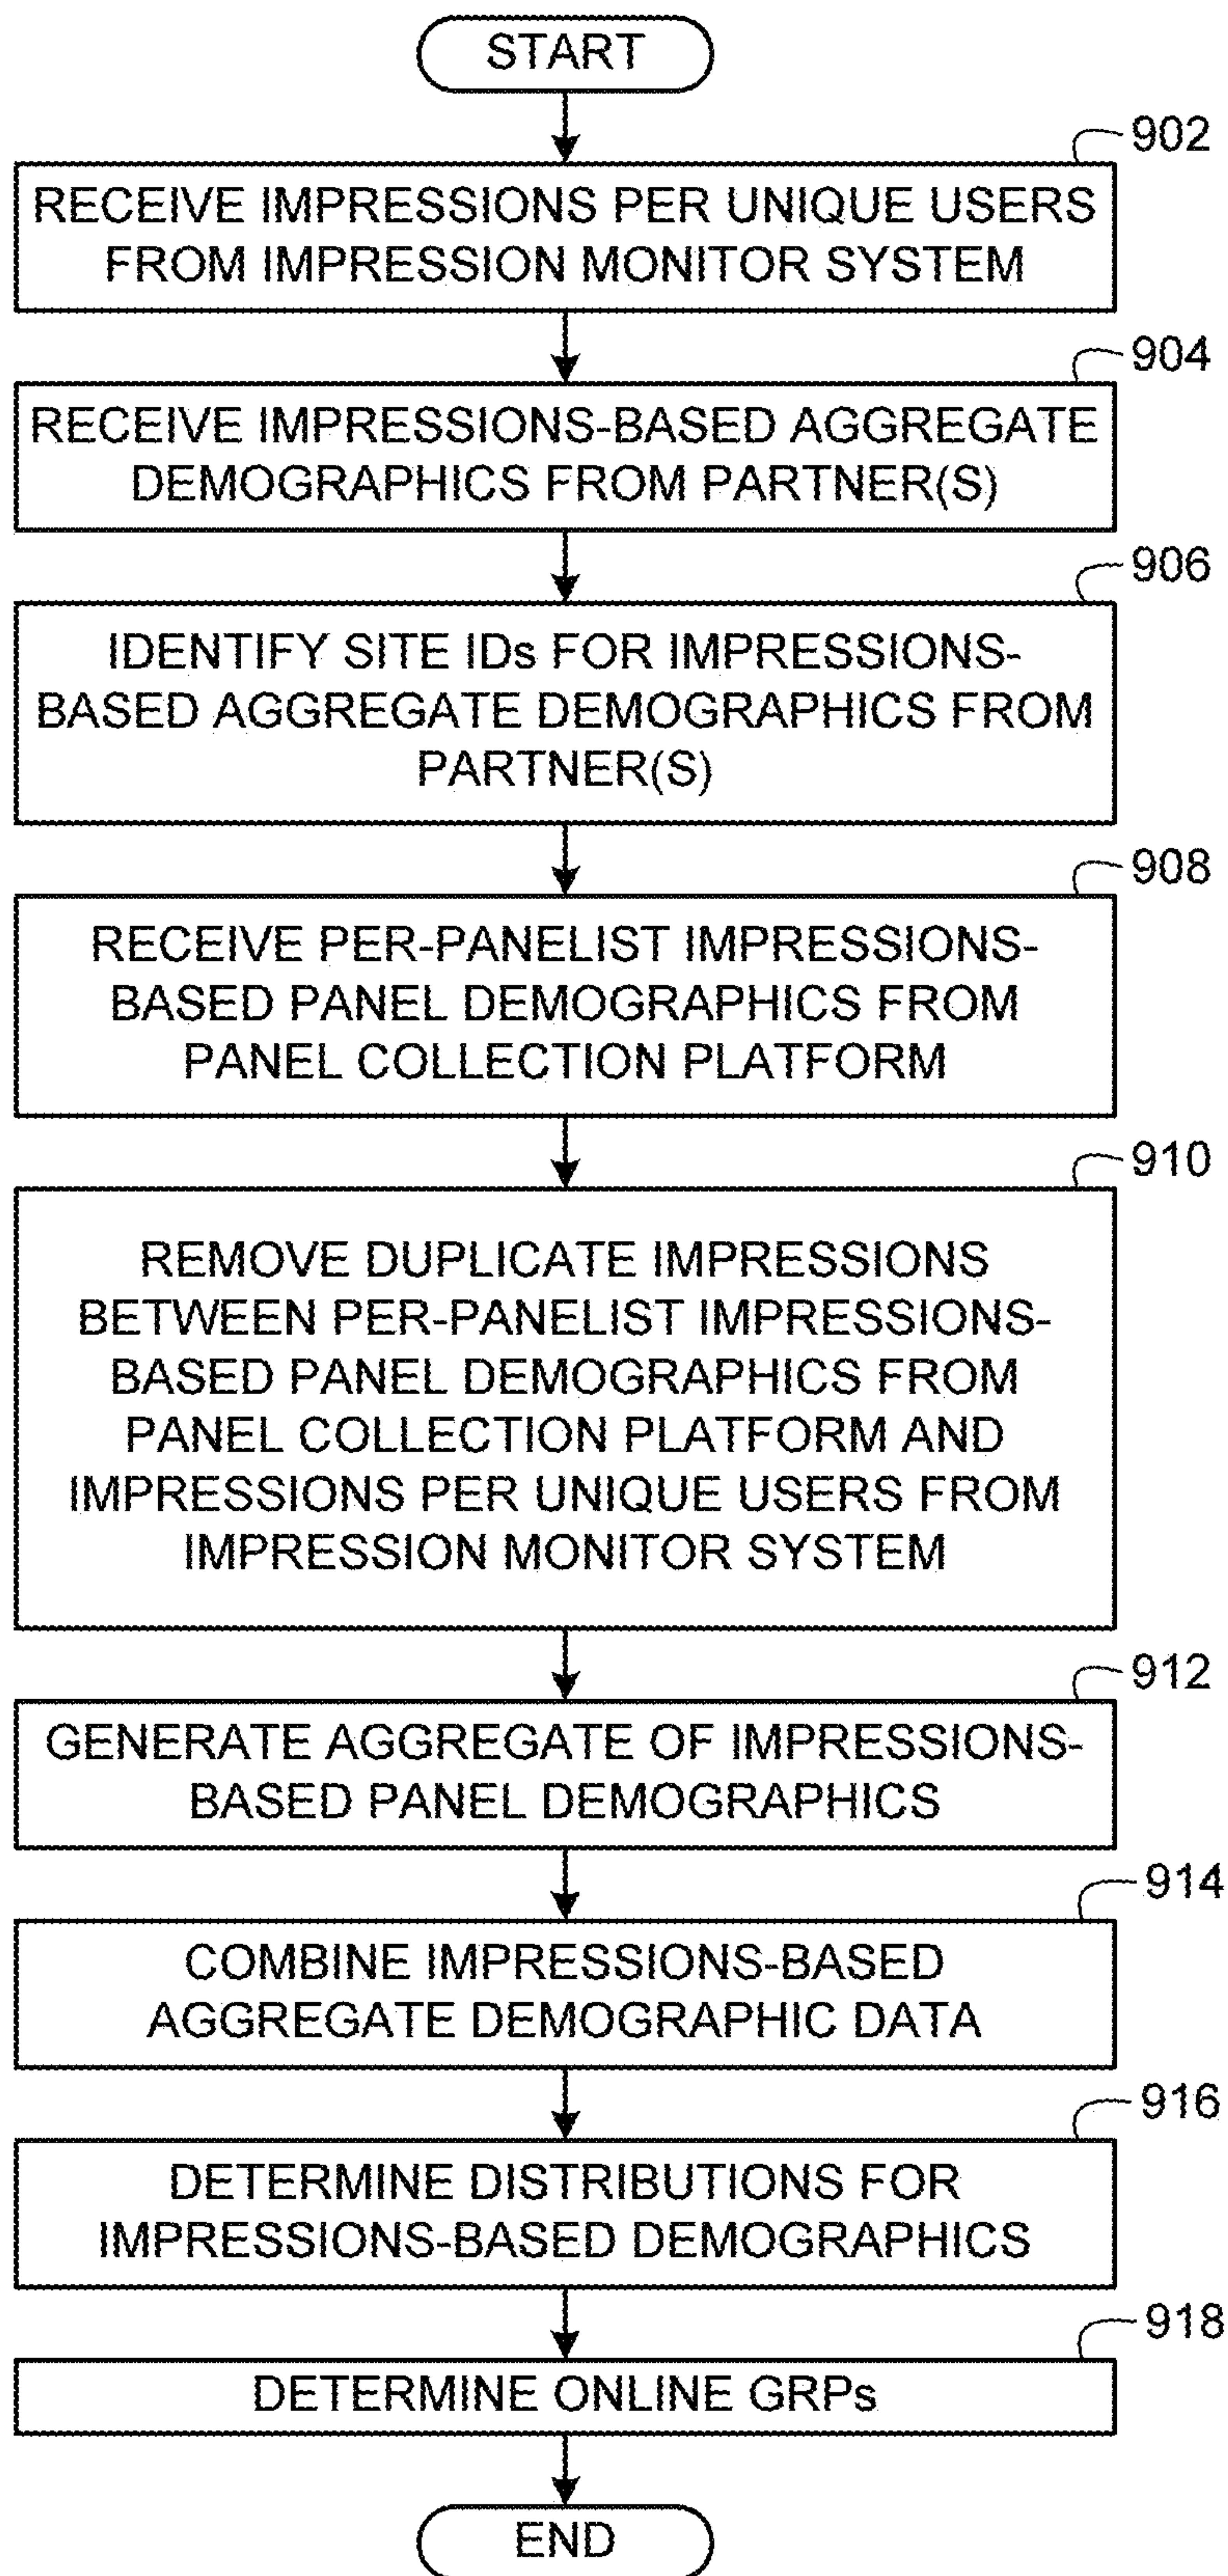 START
902
RECEIVE IMPRESSIONS PER UNIQUE USERS
FROM IMPRESSION MONITOR SYSTEM
904
RECEIVE IMPRESSIONS-BASED AGGREGATE
DEMOGRAPHICS FROM PARTNER(S)
906
IDENTIFY SITE IDs FOR IMPRESSIONS-
BASED AGGREGATE DEMOGRAPHICS FROM
PARTNER(S)
908
RECEIVE PER-PANELIST IMPRESSIONS-
BASED PANEL DEMOGRAPHICS FROM
PANEL COLLECTION PLATFORM
910
REMOVE DUPLICATE IMPRESSIONS
BETWEEN PER-PANELIST IMPRESSIONS-
BASED PANEL DEMOGRAPHICS FROM
PANEL COLLECTION PLATFORM AND
IMPRESSIONS PER UNIQUE USERS FROM
IMPRESSION MONITOR SYSTEM
912
GENERATE AGGREGATE OF IMPRESSIONS-
BASED PANEL DEMOGRAPHICS
914
COMBINE IMPRESSIONS-BASED
AGGREGATE DEMOGRAPHIC DATA
916
DETERMINE DISTRIBUTIONS FOR
IMPRESSIONS-BASED DEMOGRAPHICS
918
DETERMINE ONLINE GRPs
END